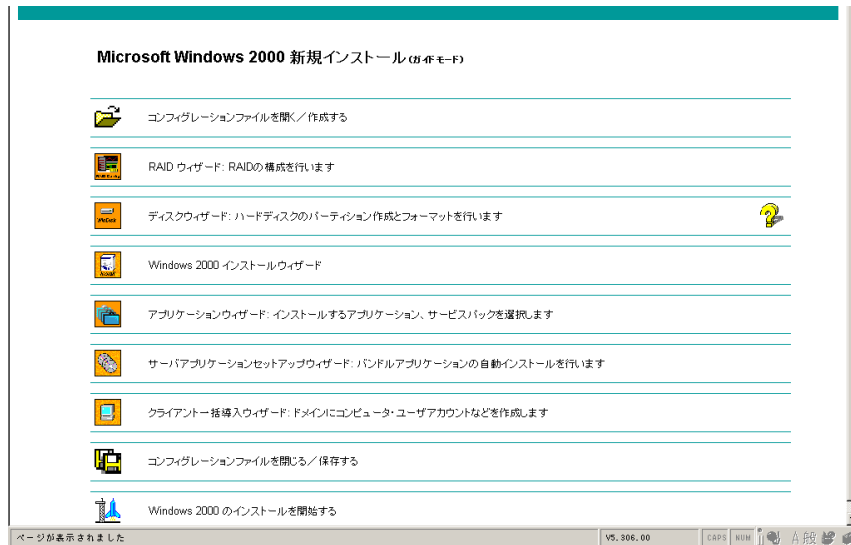 Microsoft Windows 2000 新規インストール(ガイドモード)
コンフィグレーションファイルを開く／作成する
RAID ウィザード: RAIDの構成を行います
ディスクウィザード: ハードディスクのパーティション作成とフォーマットを行います
Windows 2000 インストールウィザード
アプリケーションウィザード: インストールするアプリケーション、サービスパックを選択します
サーバアプリケーションセットアップウィザード: バンドルアプリケーションの自動インストールを行います
クライアント一括導入ウィザード: ドメインにコンピュータ・ユーザアカウントなどを作成します
コンフィグレーションファイルを閉じる／保存する
Windows 2000 のインストールを開始する
ページが表示されました V5.306.00 CAPS NUM A 般